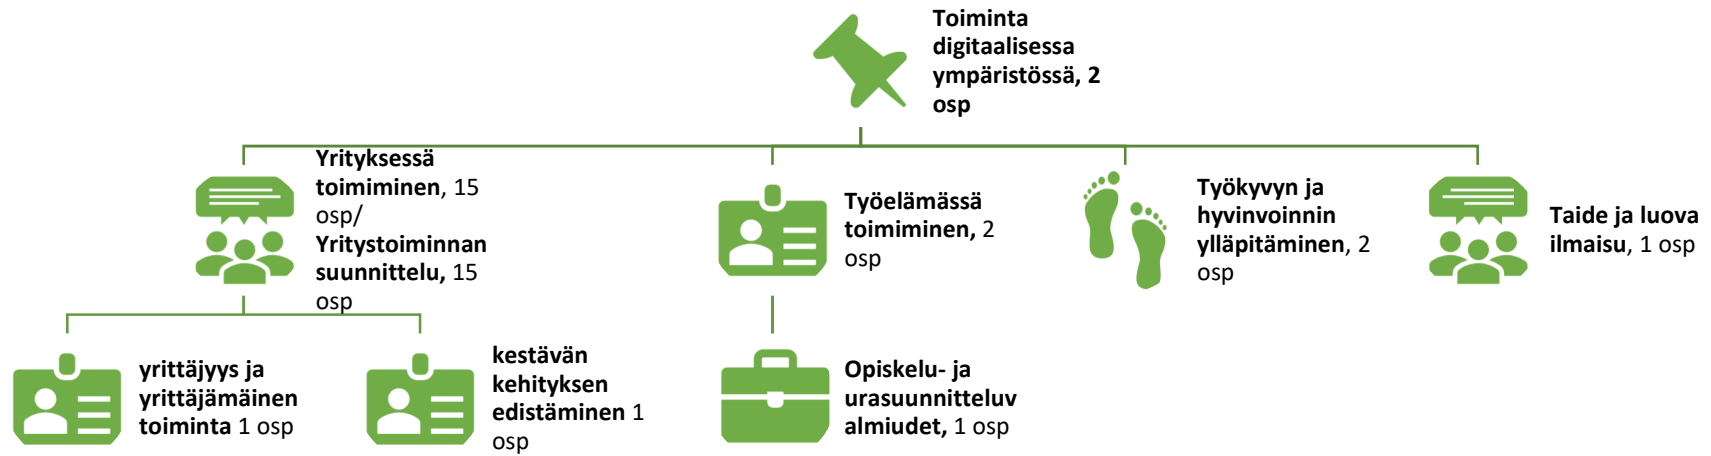 Toiminta
digitaalisessa
ympäristössä, 2
osp
Yrityksessä
toimiminen, 15
osp/
Yritystoiminnan
suunnittelu, 15
osp
Työelämässä
toimiminen, 2
osp
Työkyvyn ja
hyvinvoinnin
ylläpitäminen, 2
osp
Taide ja luova
ilmaisu, 1 osp
yrittäjyys ja
yrittäjämäinen
toiminta 1 osp
kestävän
kehityksen
edistäminen 1
osp
Opiskelu- ja
urasuunnitteluv
almiudet, 1 osp